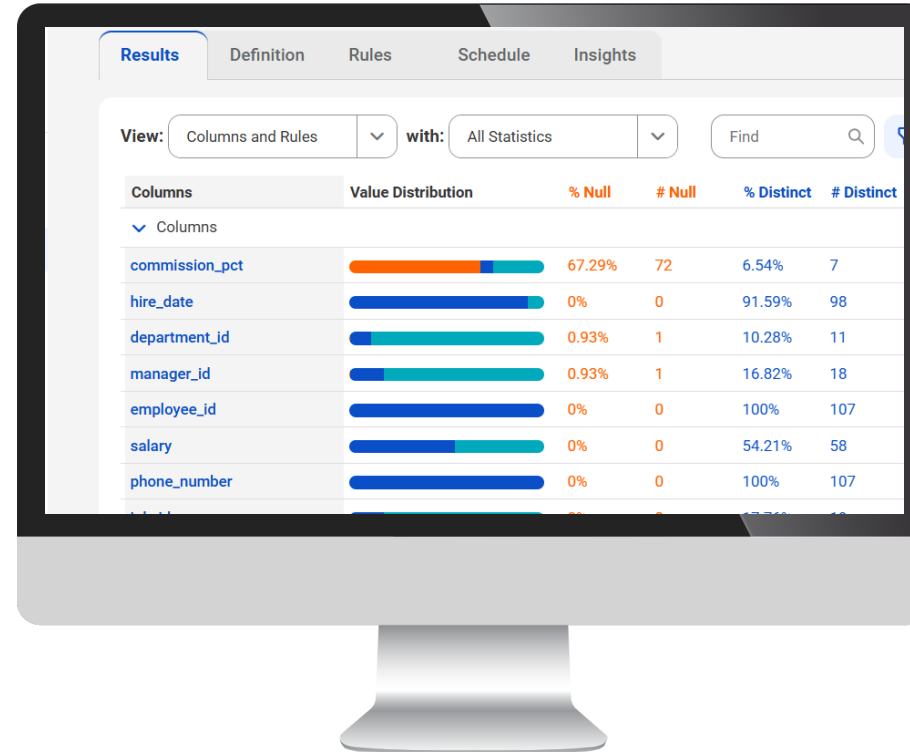 Results Definition Rules Schedule Insights
View: Columns and Rules with: All Statistics Find
Columns Value Distribution % Null # Null % Distinct # Distinct
Columns
commission_pct 67.29% 72 6.54% 7
hire_date 0% 0 91.59% 98
department_id 0.93% 1 10.28% 11
manager_id 0.93% 1 16.82% 18
employee_id 0% 0 100% 107
salary 0% 0 54.21% 58
phone_number 0% 0 100% 107